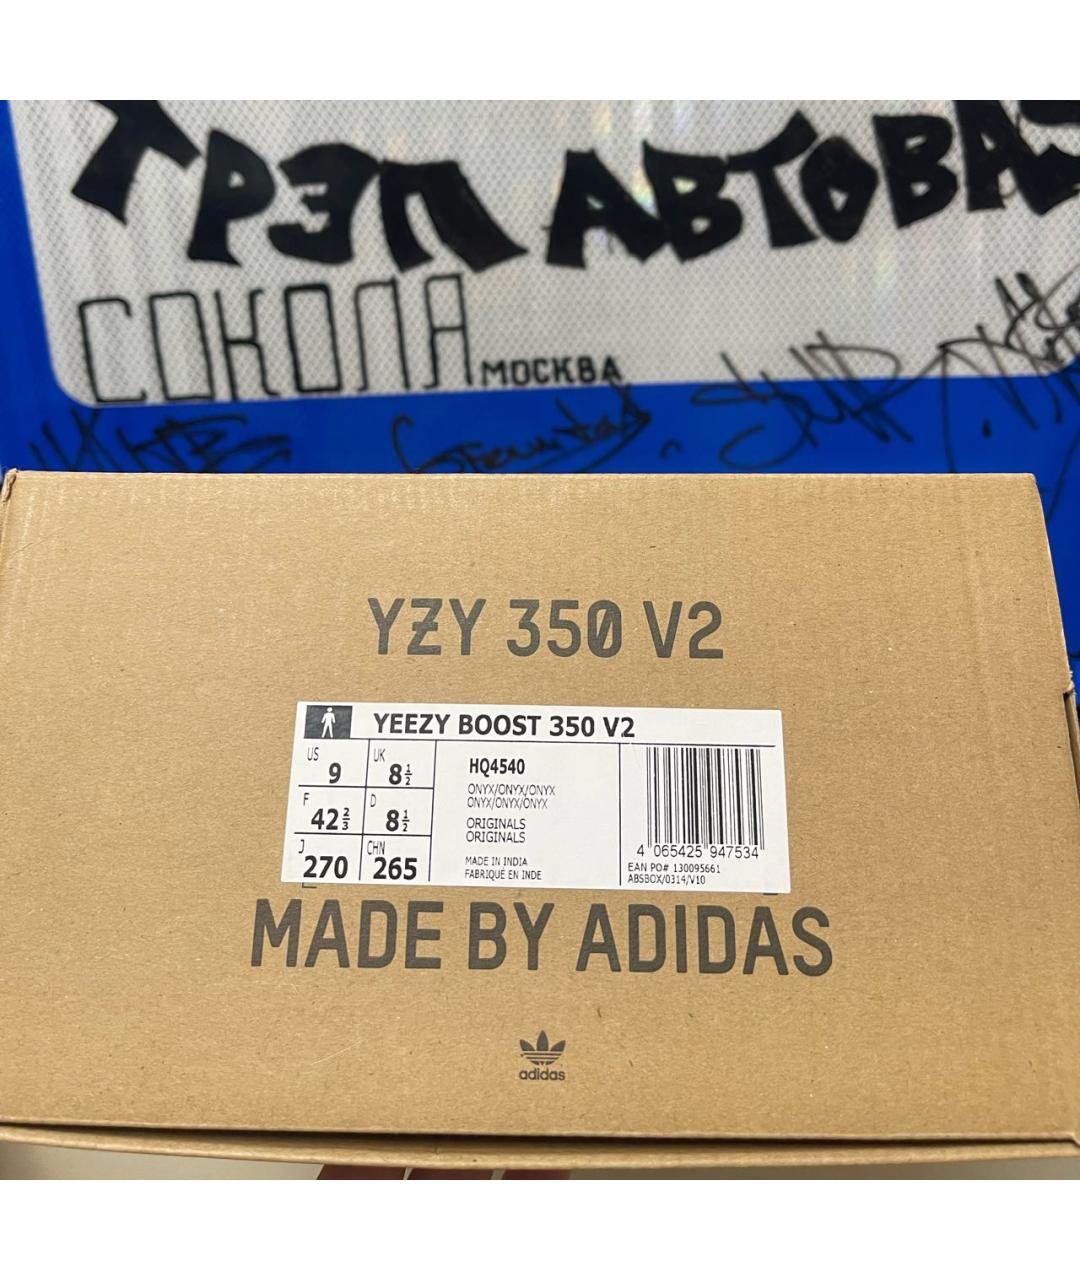 ТРЭП АВТОВАЗ
СОКОЛА МОСКВА
YZY 350 V2
YEEZY BOOST 350 V2
US 9
UK 8½
F 42⅔
D 8½
J 270
CHN 265
HQ4540
ONYX/ONYX/ONYX
ONYX/ONYX/ONYX
ORIGINALS
ORIGINALS
MADE IN INDIA
FABRIQUÉ EN INDE
4 065425 947534
EAN PO# 130095661
ABSBOX/0314/V10
MADE BY ADIDAS
adidas